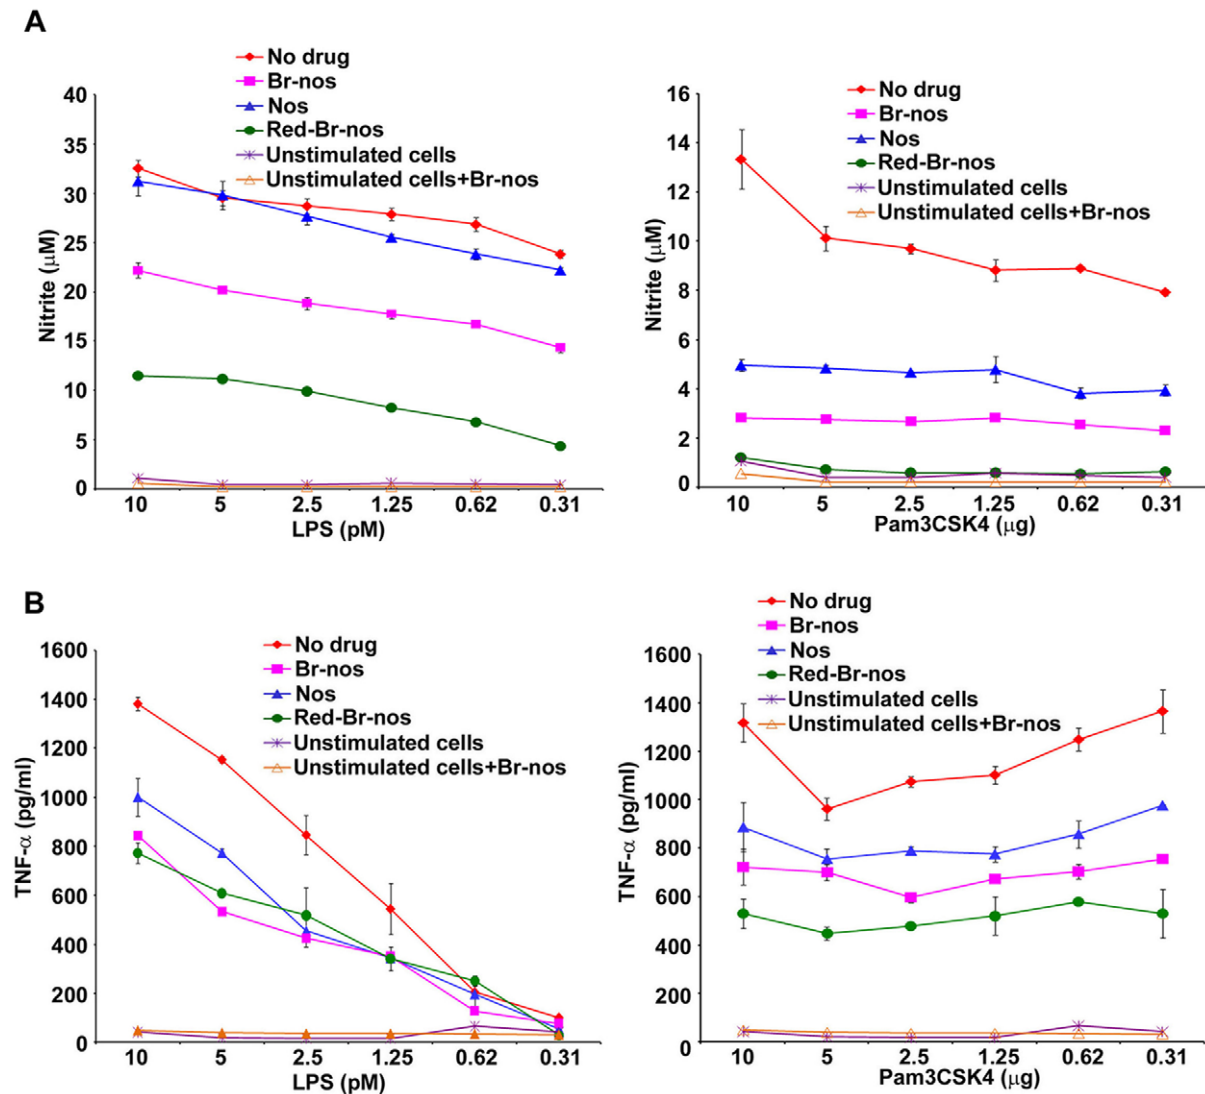 A
No drug
Br-nos
Nos
Red-Br-nos
Unstimulated cells
Unstimulated cells+Br-nos
40
35
30
25
20
15
10
5
0
Nitrite (μM)
10 5 2.5 1.25 0.62 0.31
LPS (pM)
No drug
Br-nos
Nos
Red-Br-nos
Unstimulated cells
Unstimulated cells+Br-nos
16
14
12
10
8
6
4
2
0
Nitrite (μM)
10 5 2.5 1.25 0.62 0.31
Pam3CSK4 (μg)
B
No drug
Br-nos
Nos
Red-Br-nos
Unstimulated cells
Unstimulated cells+Br-nos
1600
1400
1200
1000
800
600
400
200
0
TNF-α (pg/ml)
10 5 2.5 1.25 0.62 0.31
LPS (pM)
No drug
Br-nos
Nos
Red-Br-nos
Unstimulated cells
Unstimulated cells+Br-nos
1600
1400
1200
1000
800
600
400
200
0
TNF-α (pg/ml)
10 5 2.5 1.25 0.62 0.31
Pam3CSK4 (μg)